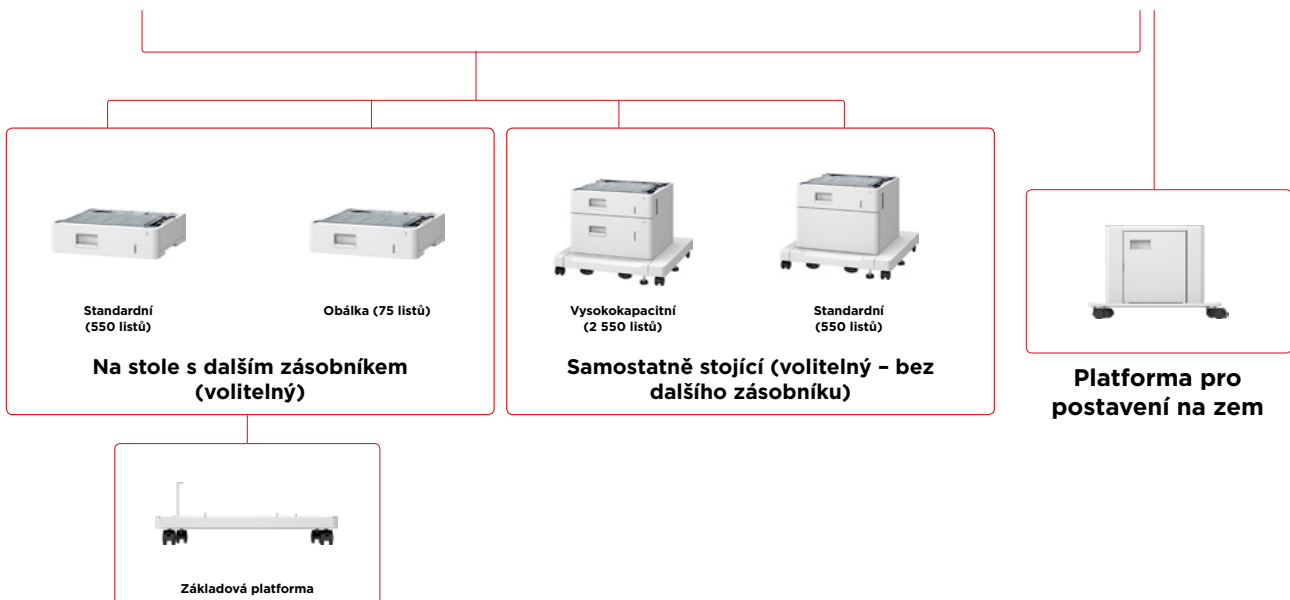 Standardní
(550 listů)
Obálka (75 listů)
Na stole s dalším zásobníkem
(volitelný)
Vysokokapacitní
(2 550 listů)
Standardní
(550 listů)
Samostatně stojící (volitelný – bez
dalšího zásobníku)
Platforma pro
postavení na zem
Základová platforma